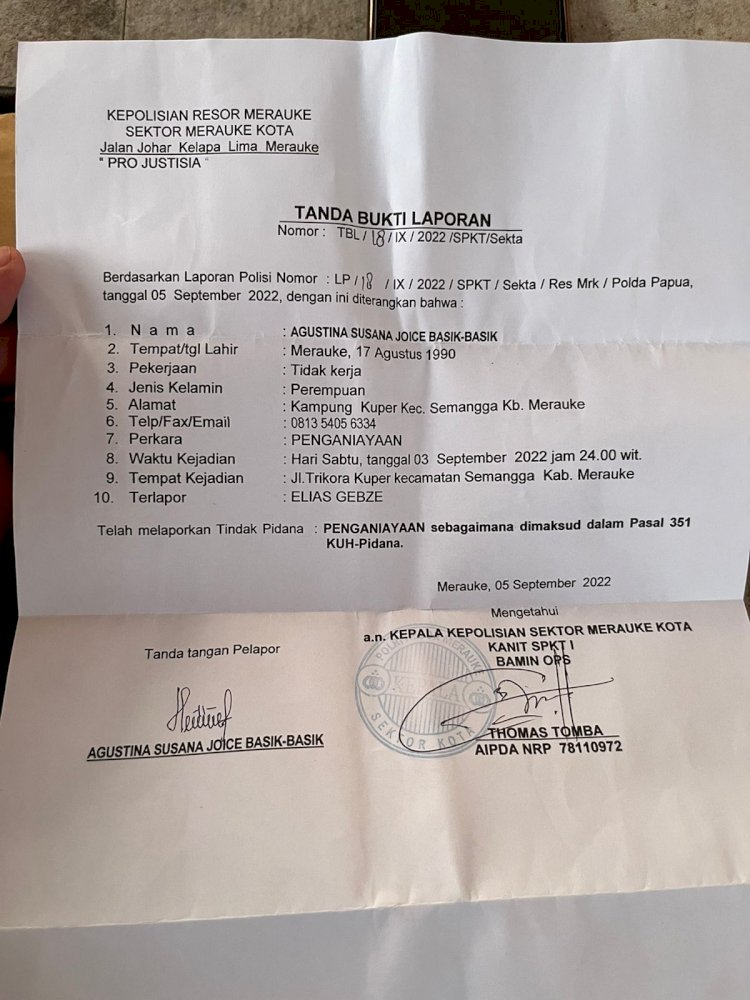 KEPOLISIAN RESOR MERAUKE
SEKTOR MERAUKE KOTA
Jalan Johar Kelapa Lima Merauke
" PRO JUSTISIA "
TANDA BUKTI LAPORAN
Nomor : TBL / 18 / IX / 2022 /SPKT/Sekta
Berdasarkan Laporan Polisi Nomor : LP / 18 / IX / 2022 / SPKT / Sekta / Res Mrk / Polda Papua,
tanggal 05 September 2022, dengan ini diterangkan bahwa :
1. N a m a : AGUSTINA SUSANA JOICE BASIK-BASIK
2. Tempat/tgl Lahir : Merauke, 17 Agustus 1990
3. Pekerjaan : Tidak kerja
4. Jenis Kelamin : Perempuan
5. Alamat : Kampung Kuper Kec. Semangga Kb. Merauke
6. Telp/Fax/Email : 0813 5405 6334
7. Perkara : PENGANIAYAAN
8. Waktu Kejadian : Hari Sabtu, tanggal 03 September 2022 jam 24.00 wit.
9. Tempat Kejadian : Jl.Trikora Kuper kecamatan Semangga Kab. Merauke
10. Terlapor : ELIAS GEBZE
Telah melaporkan Tindak Pidana : PENGANIAYAAN sebagaimana dimaksud dalam Pasal 351
KUH-Pidana.
Merauke, 05 September 2022
Mengetahui
a.n. KEPALA KEPOLISIAN SEKTOR MERAUKE KOTA
KANIT SPKT I
BAMIN OPS
Tanda tangan Pelapor
SEKTOR KOTA
AGUSTINA SUSANA JOICE BASIK-BASIK
THOMAS TOMBA
AIPDA NRP 78110972